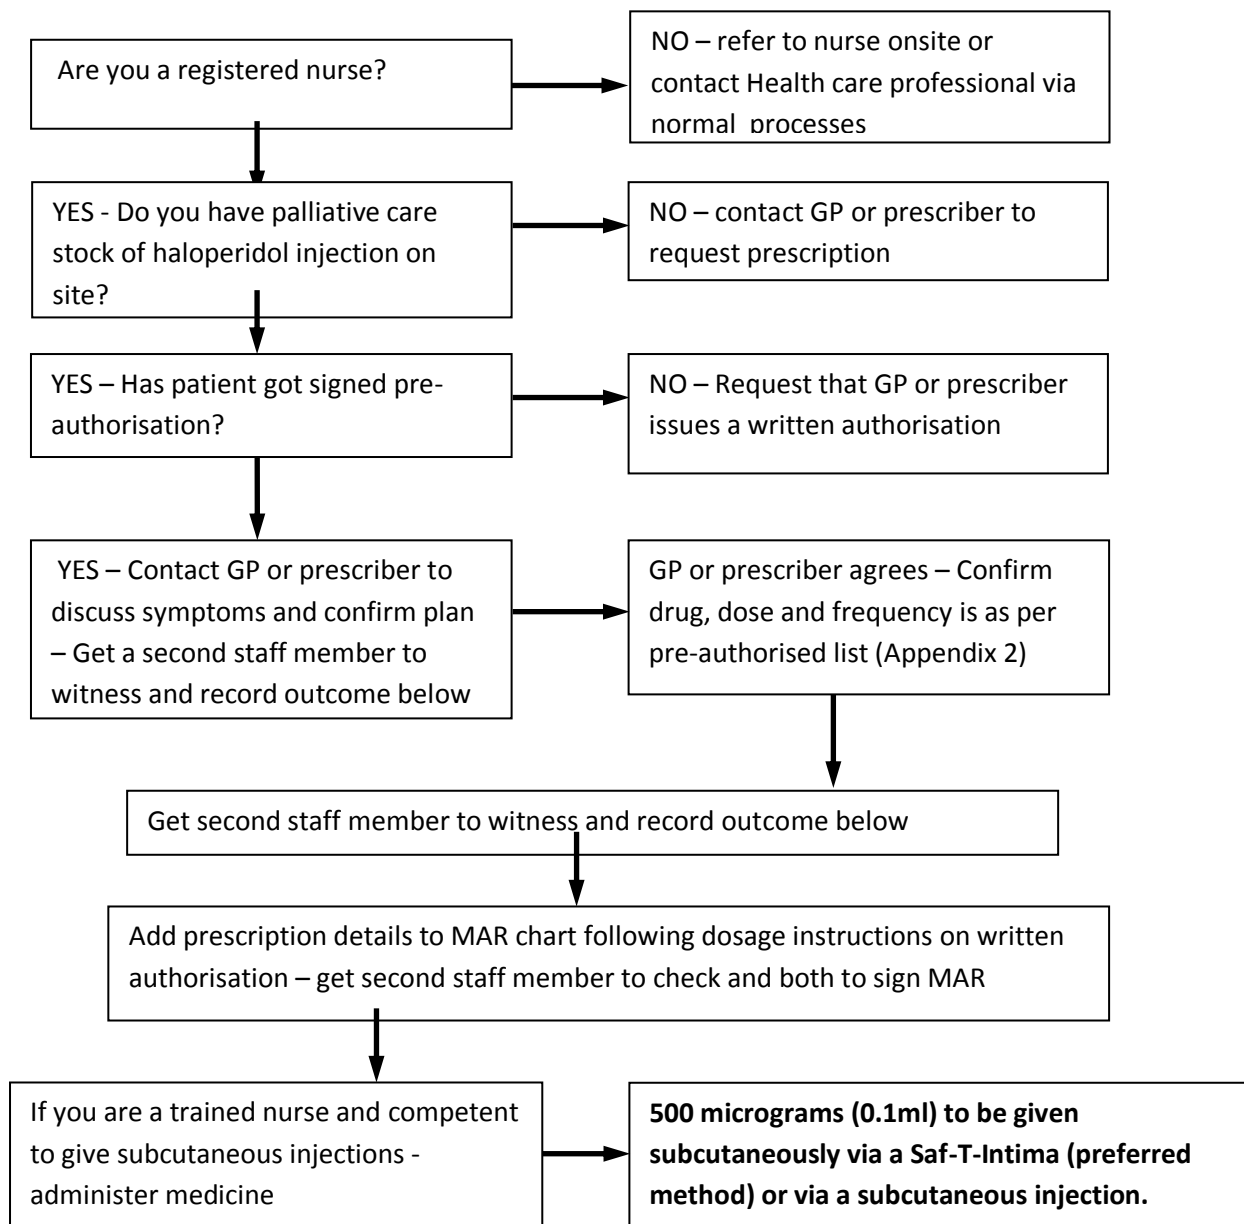 Are you a registered nurse?
NO – refer to nurse onsite or
contact Health care professional via
normal processes
YES - Do you have palliative care
stock of haloperidol injection on
site?
NO – contact GP or prescriber to
request prescription
YES – Has patient got signed pre-
authorisation?
NO – Request that GP or prescriber
issues a written authorisation
YES – Contact GP or prescriber to
discuss symptoms and confirm plan
– Get a second staff member to
witness and record outcome below
GP or prescriber agrees – Confirm
drug, dose and frequency is as per
pre-authorised list (Appendix 2)
Get second staff member to witness and record outcome below
Add prescription details to MAR chart following dosage instructions on written
authorisation – get second staff member to check and both to sign MAR
If you are a trained nurse and competent
to give subcutaneous injections -
administer medicine
500 micrograms (0.1ml) to be given
subcutaneously via a Saf-T-Intima (preferred
method) or via a subcutaneous injection.